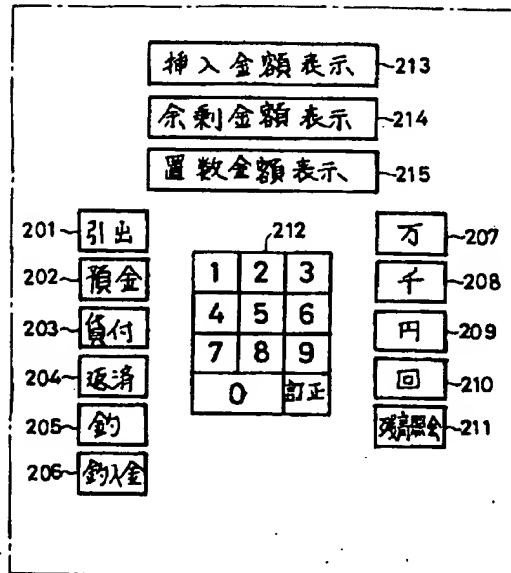 挿入金額表示 213
余剰金額表示 214
置数金額表示 215
201 引出
202 預金
203 貸付
204 返済
205 釣
206 釣入金
212
1 2 3
4 5 6
7 8 9
0 訂正
万 207
千 208
円 209
回 210
残高照会 211